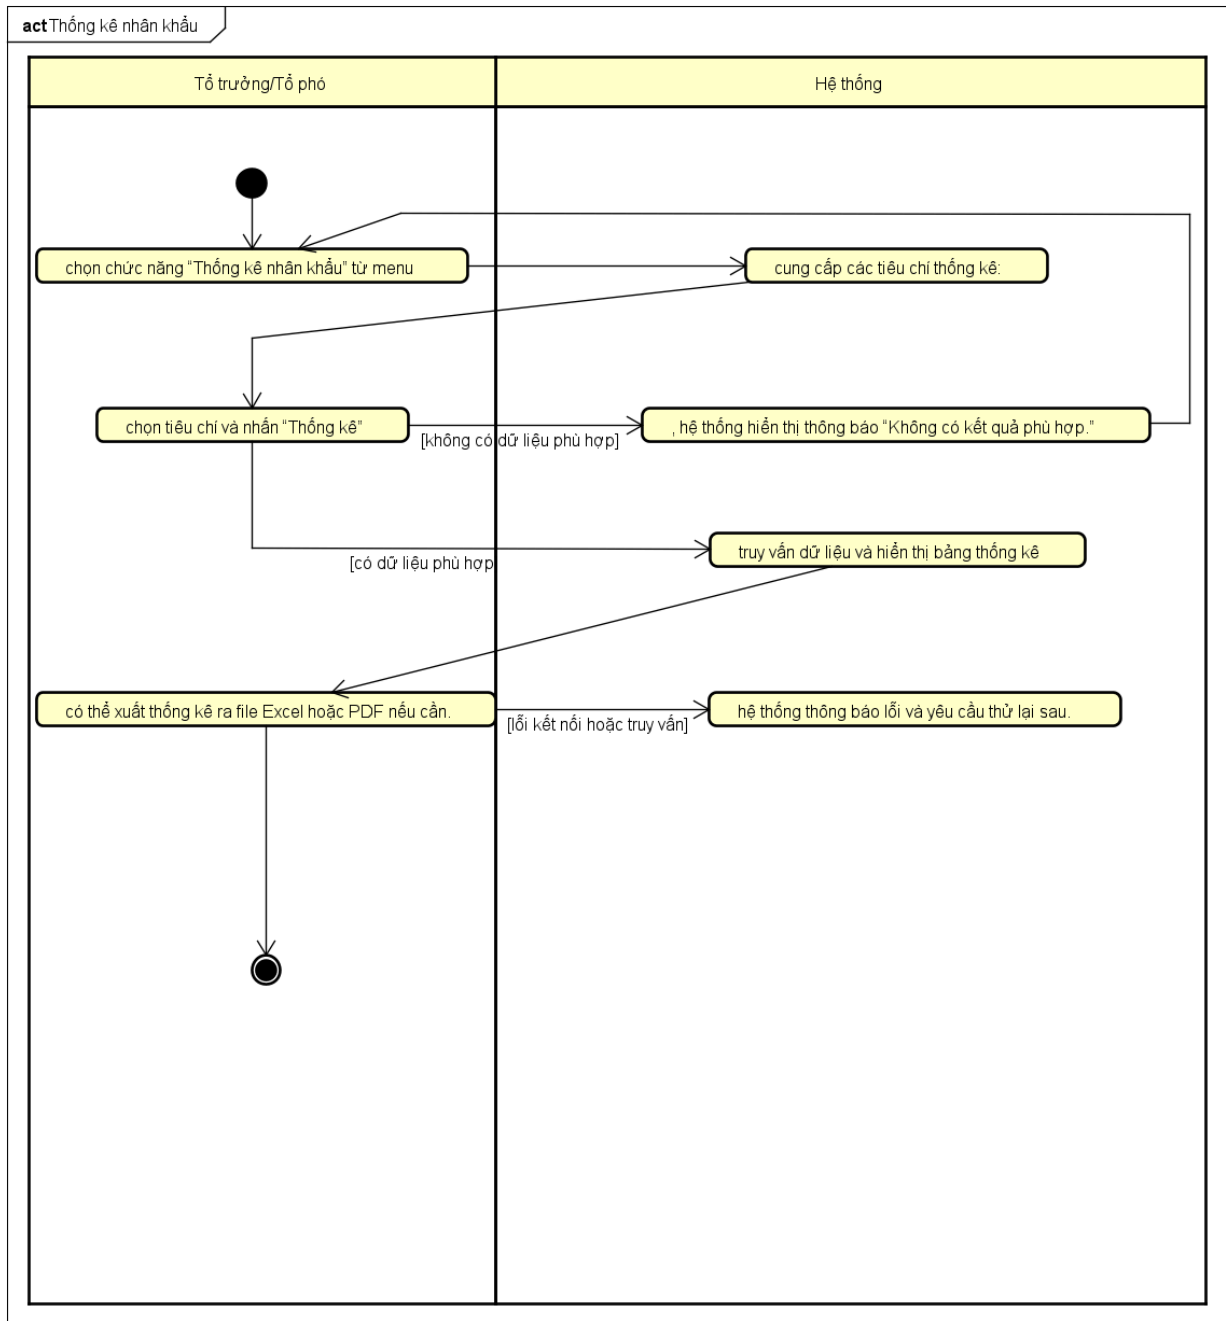 act Thống kê nhân khẩu
Tổ trưởng/Tổ phó
Hệ thống
chọn chức năng “Thống kê nhân khẩu” từ menu
cung cấp các tiêu chí thống kê:
chọn tiêu chí và nhấn “Thống kê”
[không có dữ liệu phù hợp]
, hệ thống hiển thị thông báo “Không có kết quả phù hợp.”
[có dữ liệu phù hợp
truy vấn dữ liệu và hiển thị bảng thống kê
có thể xuất thống kê ra file Excel hoặc PDF nếu cần.
[lỗi kết nối hoặc truy vấn]
hệ thống thông báo lỗi và yêu cầu thử lại sau.